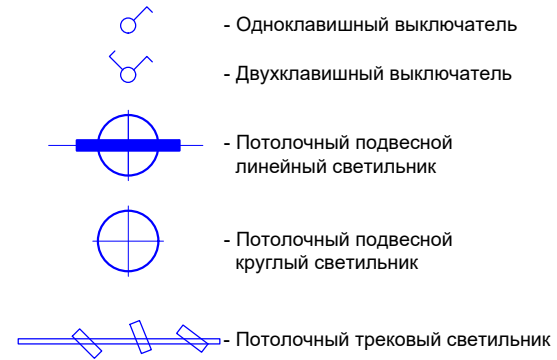 - Одноклавишный выключатель
- Двухклавишный выключатель
- Потолочный подвесной
линейный светильник
- Потолочный подвесной
круглый светильник
- Потолочный трековый светильник